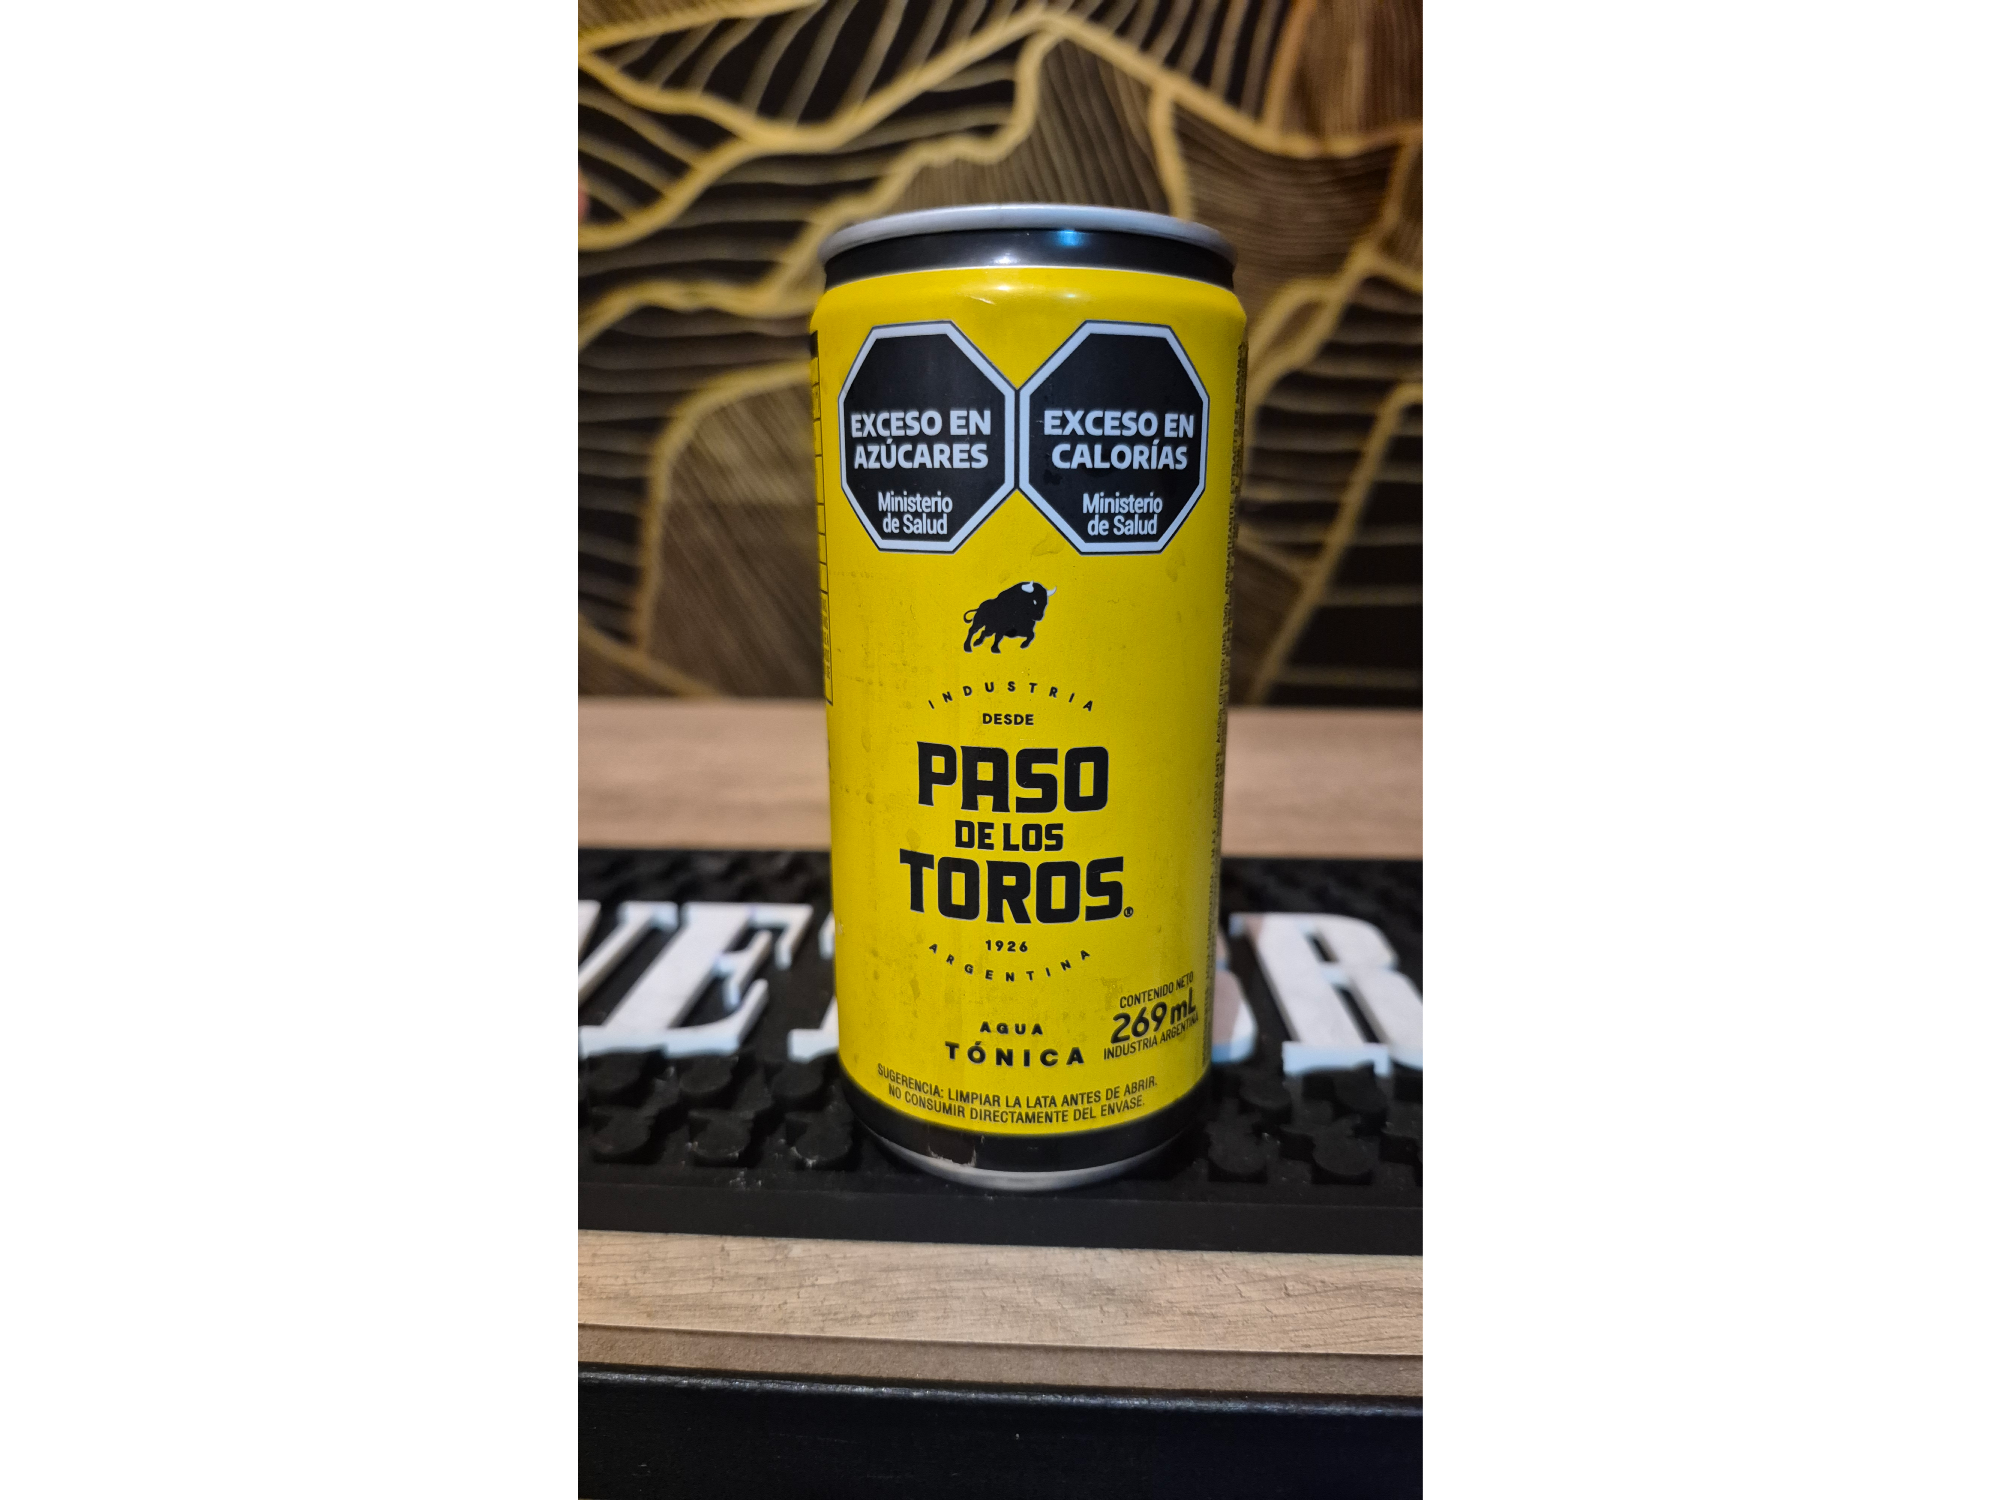 EXCESO EN
AZÚCARES
Ministerio
de Salud
EXCESO EN
CALORÍAS
Ministerio
de Salud
INDUSTRIA
DESDE
PASO
DE LOS
TOROS®
1926
ARGENTINA
CONTENIDO NETO
269 mL
INDUSTRIA ARGENTINA
AGUA
TÓNICA
SUGERENCIA: LIMPIAR LA LATA ANTES DE ABRIR.
NO CONSUMIR DIRECTAMENTE DEL ENVASE.